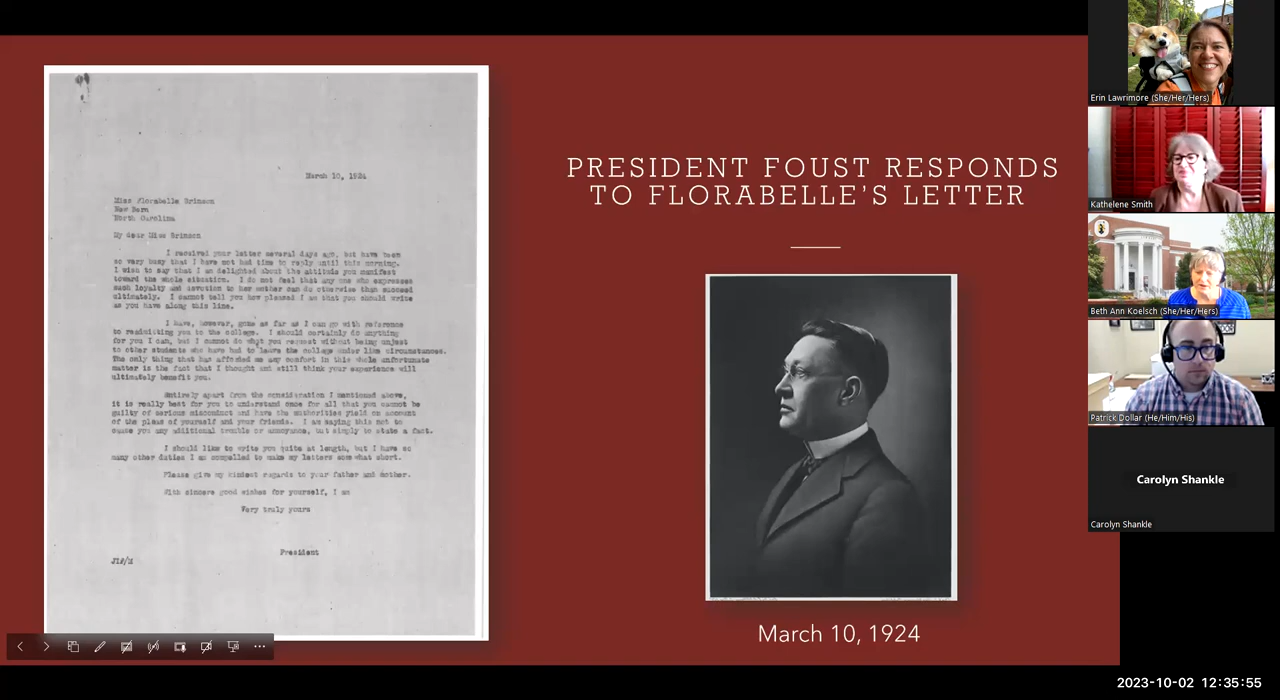 March 10, 1924
Miss Florabelle Brinson
New Bern
North Carolina
My dear Miss Brinson
I received your letter several days ago, but have been
so very busy that I have not had time to reply until this morning.
I wish to say that I am delighted about the attitude you manifest
toward the whole situation. I do not feel that any one who expresses
such loyalty and devotion to her mother can do otherwise than succeed
ultimately. I cannot tell you how pleased I am that you should write
as you have along this line.
I have, however, gone as far as I can go with reference
to readmitting you to the college. I should certainly do anything
for you I can, but I cannot do what you request without being unjust
to other students who have had to leave the college under like circumstances.
The only thing that has afforded me any comfort in this whole unfortunate
matter is the fact that I thought and still think your experience will
ultimately benefit you.
Entirely apart from the consideration I mentioned above,
it is really best for you to understand once for all that you cannot be
guilty of serious misconduct and have the authorities yield on account
of the pleas of yourself and your friends. I am saying this not to
cause you any additional trouble or annoyance, but simply to state a fact.
I should like to write you quite at length, but I have so
many other duties I am compelled to make my letters somewhat short.
Please give my kindest regards to your father and mother.
With sincere good wishes for yourself, I am
Very truly yours
President
JIF/M
PRESIDENT FOUST RESPONDS
TO FLORABELLE'S LETTER
March 10, 1924
Erin Lawrimore (She/Her/Hers)
Kathelene Smith
Beth Ann Koelsch (She/Her/Hers)
Patrick Dollar (He/Him/His)
Carolyn Shankle
Carolyn Shankle
2023-10-02 12:35:55